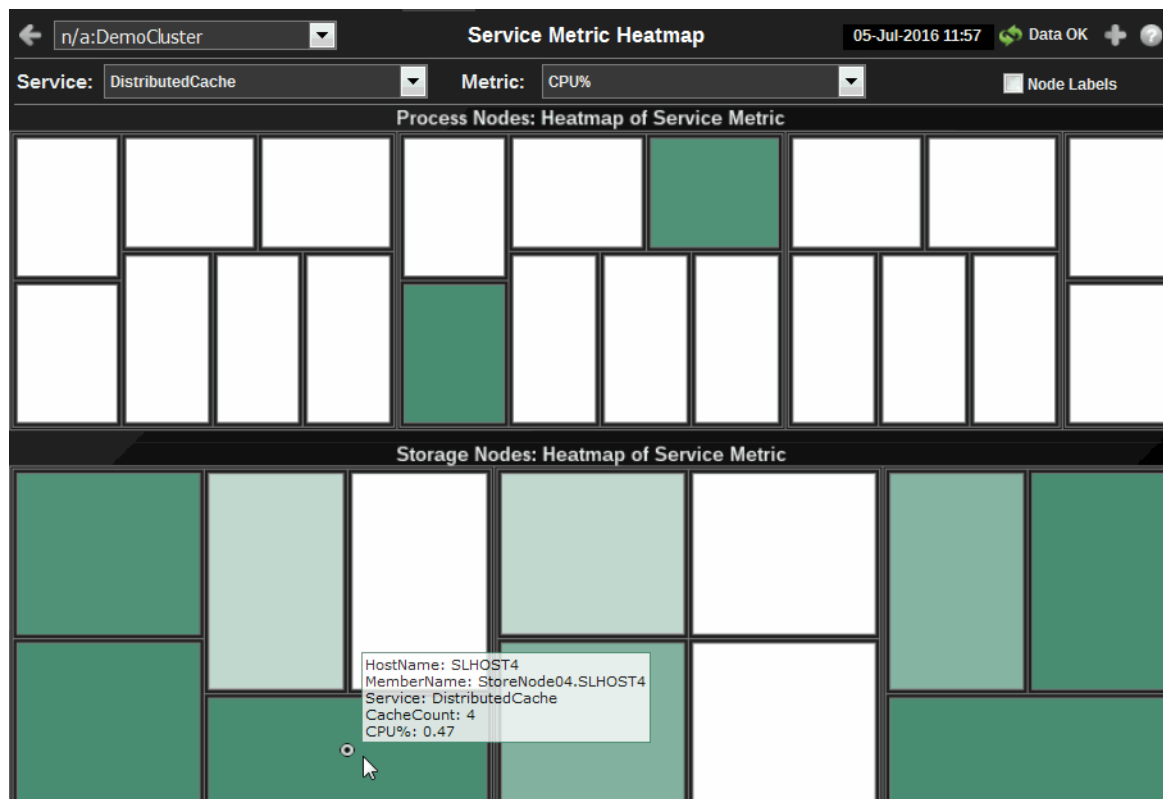 n/a:DemoCluster Service Metric Heatmap 05-Jul-2016 11:57 Data OK ?
Service: DistributedCache Metric: CPU% Node Labels
Process Nodes: Heatmap of Service Metric
Storage Nodes: Heatmap of Service Metric
HostName: SLHOST4
MemberName: StoreNode04.SLHOST4
Service: DistributedCache
CacheCount: 4
CPU%: 0.47